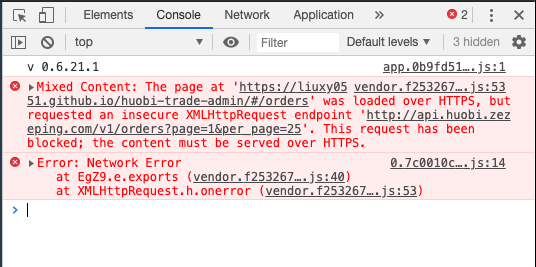 Elements Console Network Application » 2
top Filter Default levels 3 hidden
v 0.6.21.1 app.0b9fd51….js:1
Mixed Content: The page at 'https://liuxy05 vendor.f253267….js:53
51.github.io/huobi-trade-admin/#/orders' was loaded over HTTPS, but
requested an insecure XMLHttpRequest endpoint 'http://api.huobi.zez
eping.com/v1/orders?page=1&per_page=25'. This request has been
blocked; the content must be served over HTTPS.
Error: Network Error 0.7c0010c….js:14
at EgZ9.e.exports (vendor.f253267….js:40)
at XMLHttpRequest.h.onerror (vendor.f253267….js:53)